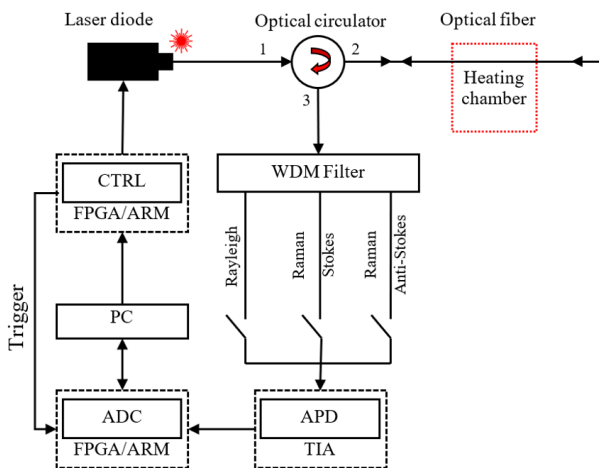 Laser diode
Optical circulator
Optical fiber
1
2
3
Heating
chamber
WDM Filter
CTRL
FPGA/ARM
Rayleigh
Raman
Stokes
Raman
Anti-Stokes
Trigger
PC
ADC
FPGA/ARM
APD
TIA